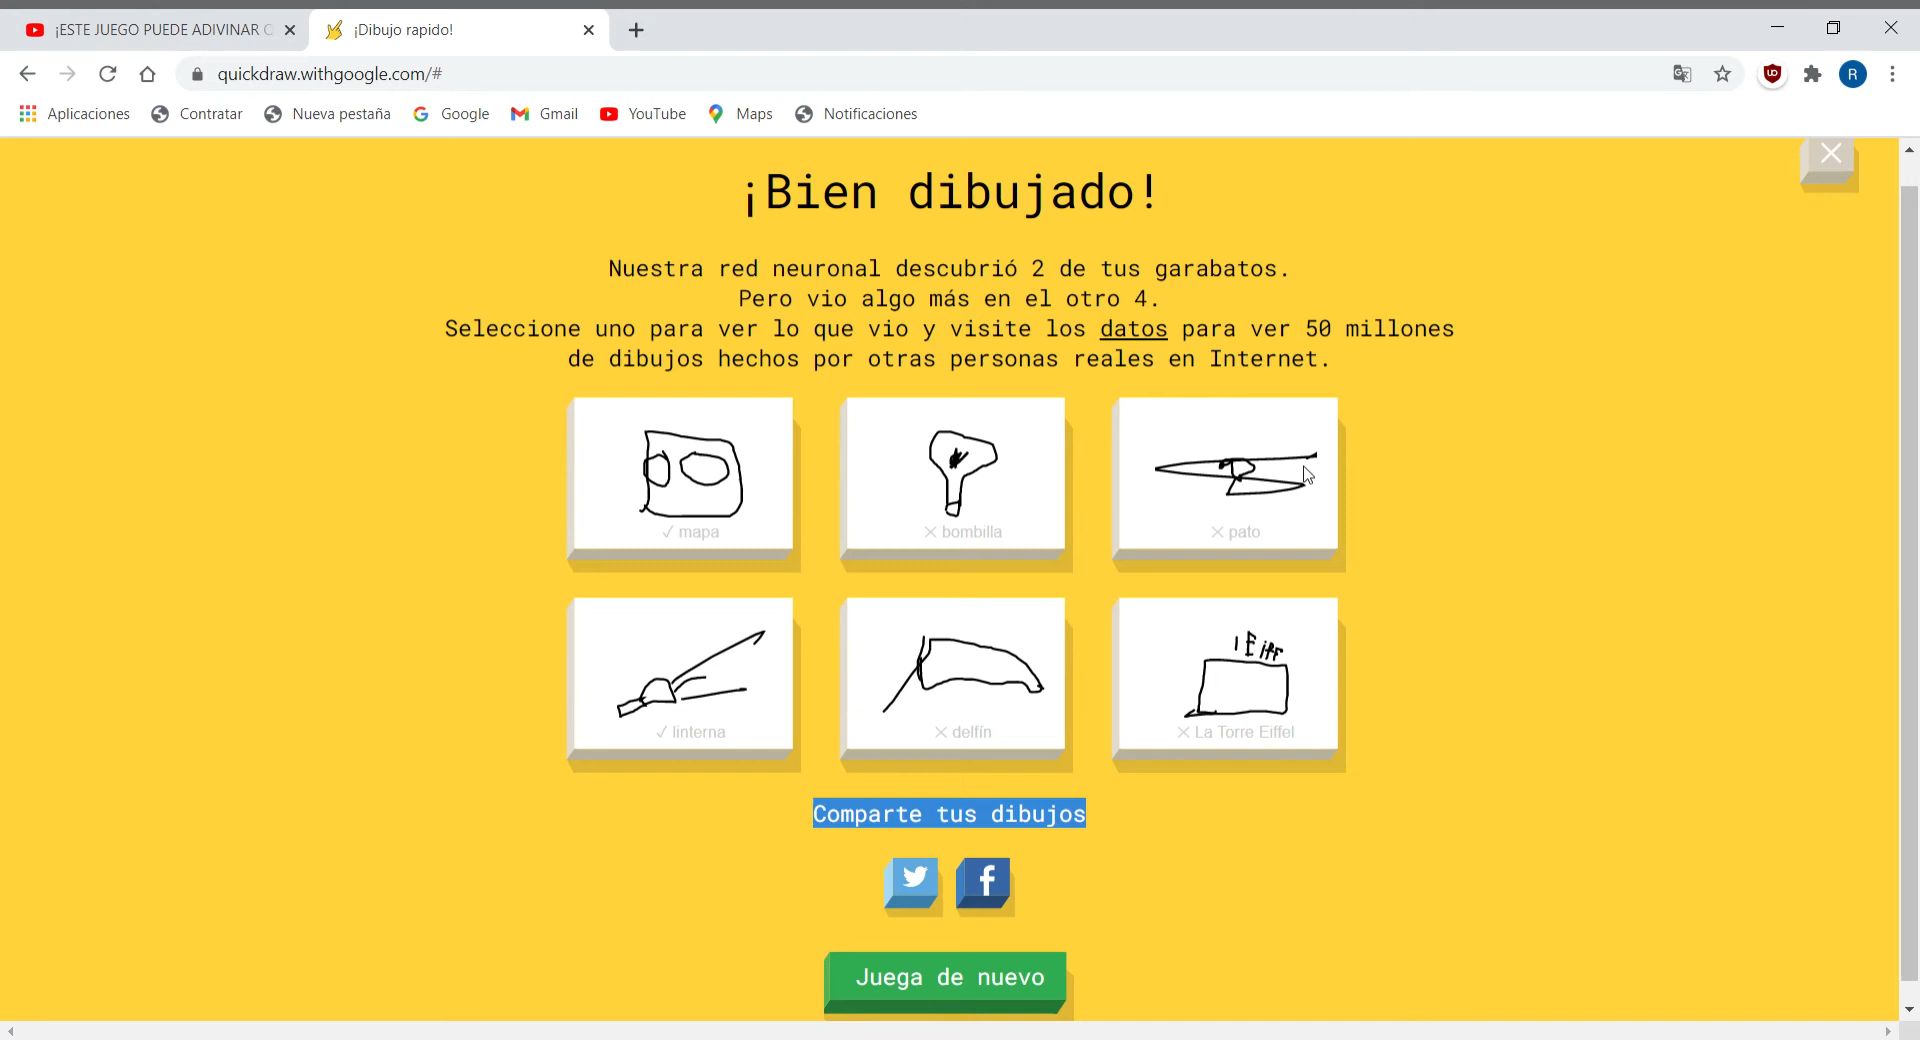 ¡ESTE JUEGO PUEDE ADIVINAR
¡Dibujo rapido!
quickdraw.withgoogle.com/#
R
Aplicaciones
Contratar
Nueva pestaña
Google
Gmail
YouTube
Maps
Notificaciones
¡Bien dibujado!
Nuestra red neuronal descubrió 2 de tus garabatos.
Pero vio algo más en el otro 4.
Seleccione uno para ver lo que vio y visite los datos para ver 50 millones
de dibujos hechos por otras personas reales en Internet.
mapa
bombilla
pato
1 Eiff
linterna
delfín
La Torre Eiffel
Comparte tus dibujos
Juega de nuevo